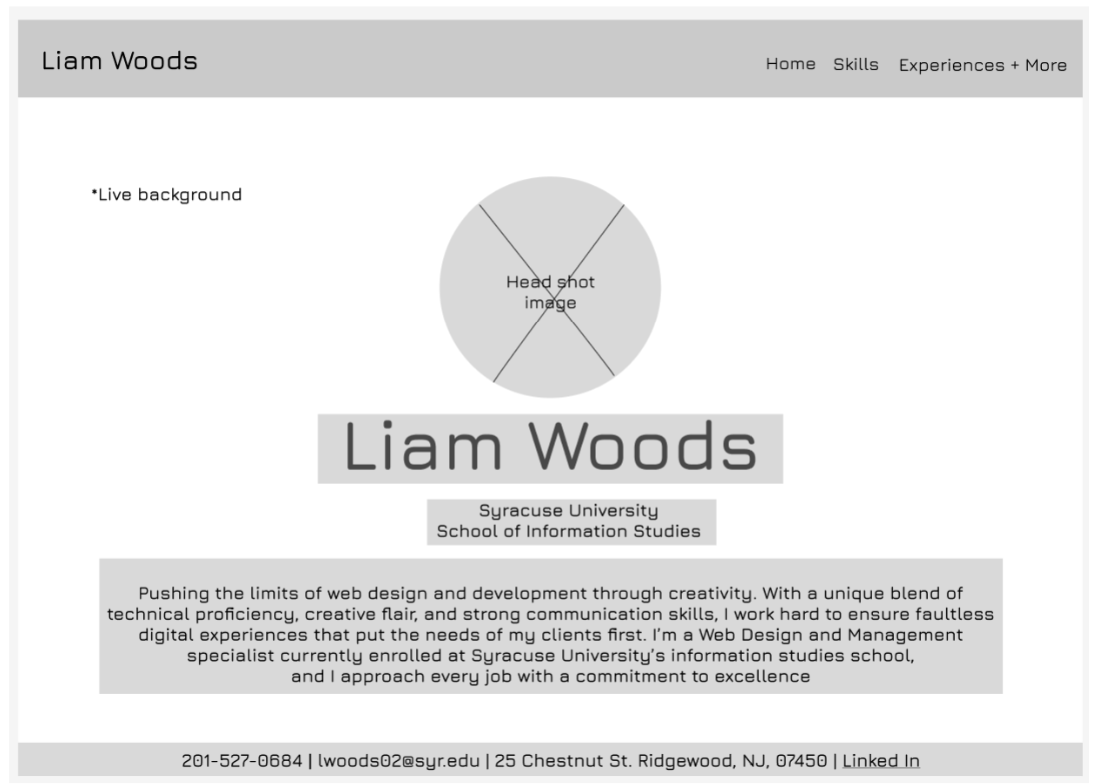 Liam Woods
Home Skills Experiences + More
*Live background
Head shot
image
Liam Woods
Syracuse University
School of Information Studies
Pushing the limits of web design and development through creativity. With a unique blend of
technical proficiency, creative flair, and strong communication skills, I work hard to ensure faultless
digital experiences that put the needs of my clients first. I'm a Web Design and Management
specialist currently enrolled at Syracuse University's information studies school,
and I approach every job with a commitment to excellence
201-527-0684 | lwoods02@syr.edu | 25 Chestnut St. Ridgewood, NJ, 07450 | Linked In